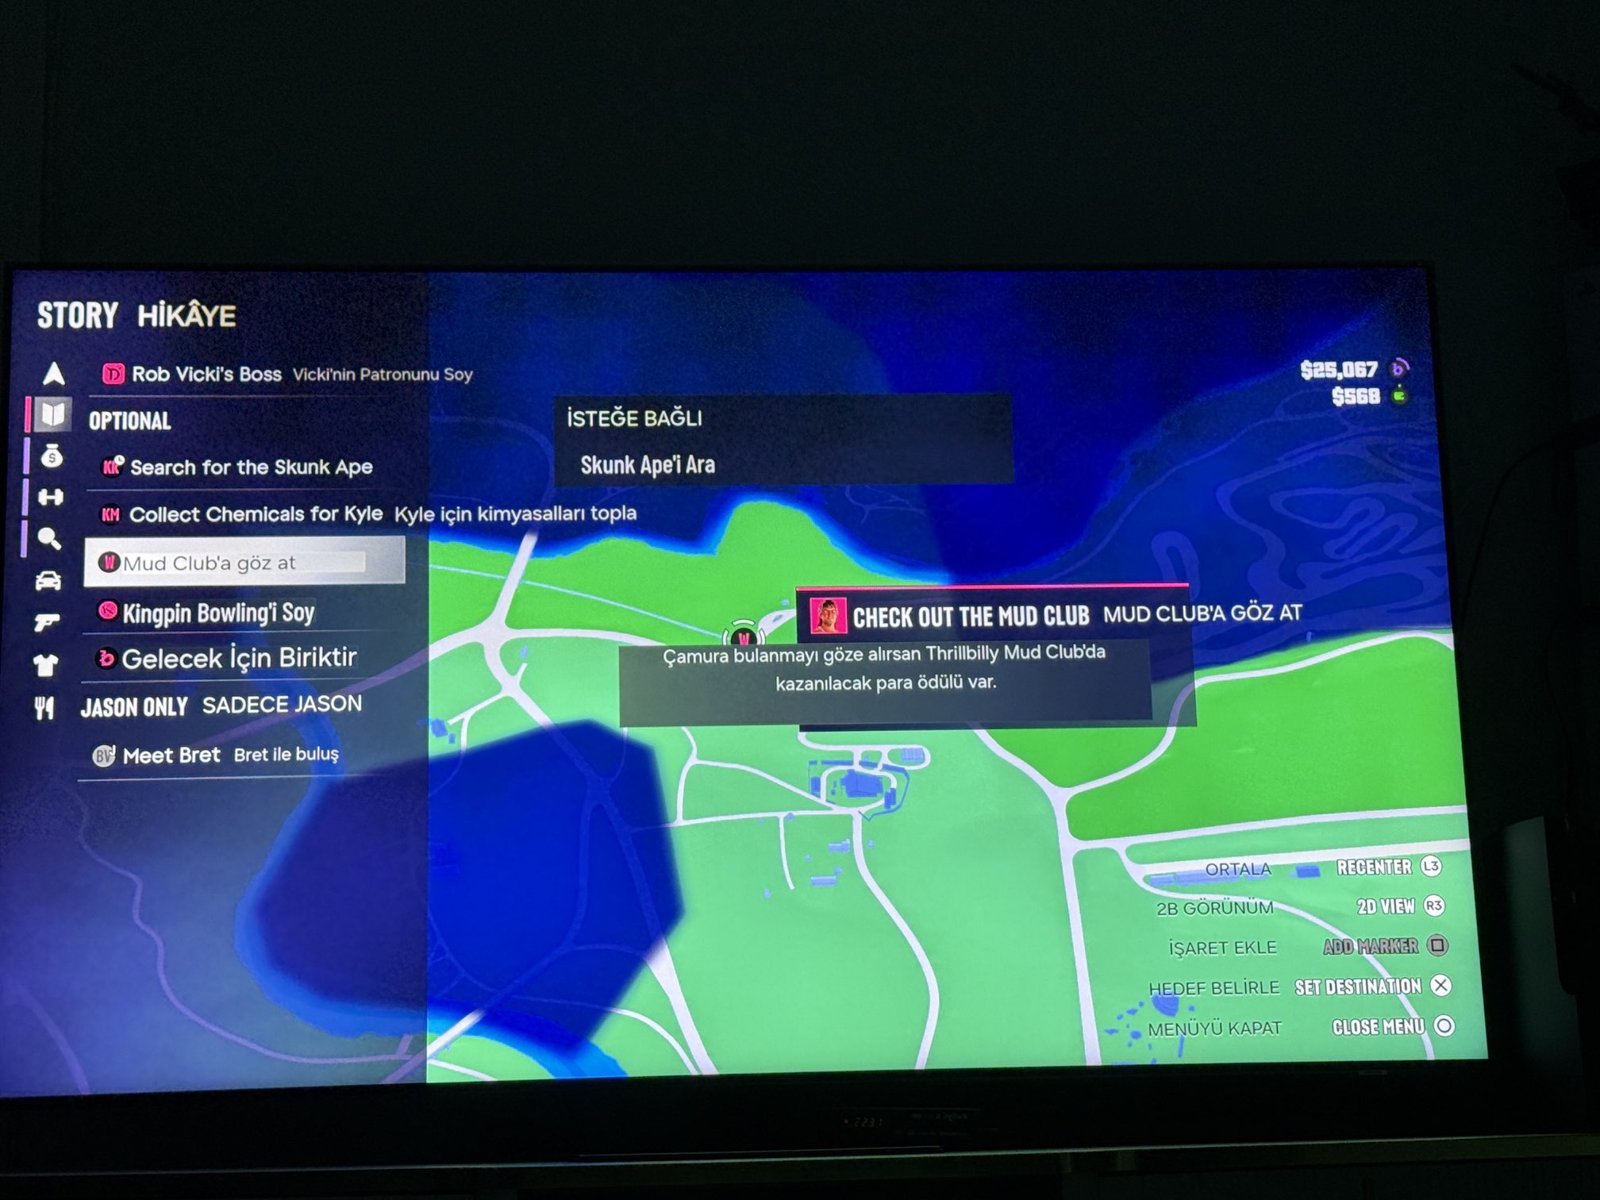 STORY HİKÂYE
Rob Vicki's Boss Vicki'nin Patronunu Soy
OPTIONAL
Search for the Skunk Ape
Collect Chemicals for Kyle Kyle için kimyasalları topla
Mud Club'a göz at
Kingpin Bowling'i Soy
Gelecek İçin Biriktir
JASON ONLY SADECE JASON
Meet Bret Bret ile buluş
İSTEĞE BAĞLI
Skunk Ape'i Ara
$25,067
$568
CHECK OUT THE MUD CLUB MUD CLUB'A GÖZ AT
Çamura bulanmayı göze alırsan Thrillbilly Mud Club'da
kazanılacak para ödülü var.
ORTALA RECENTER L3
2B GÖRÜNÜM 2D VIEW R3
İŞARET EKLE ADD MARKER
HEDEF BELİRLE SET DESTINATION
MENÜYÜ KAPAT CLOSE MENU